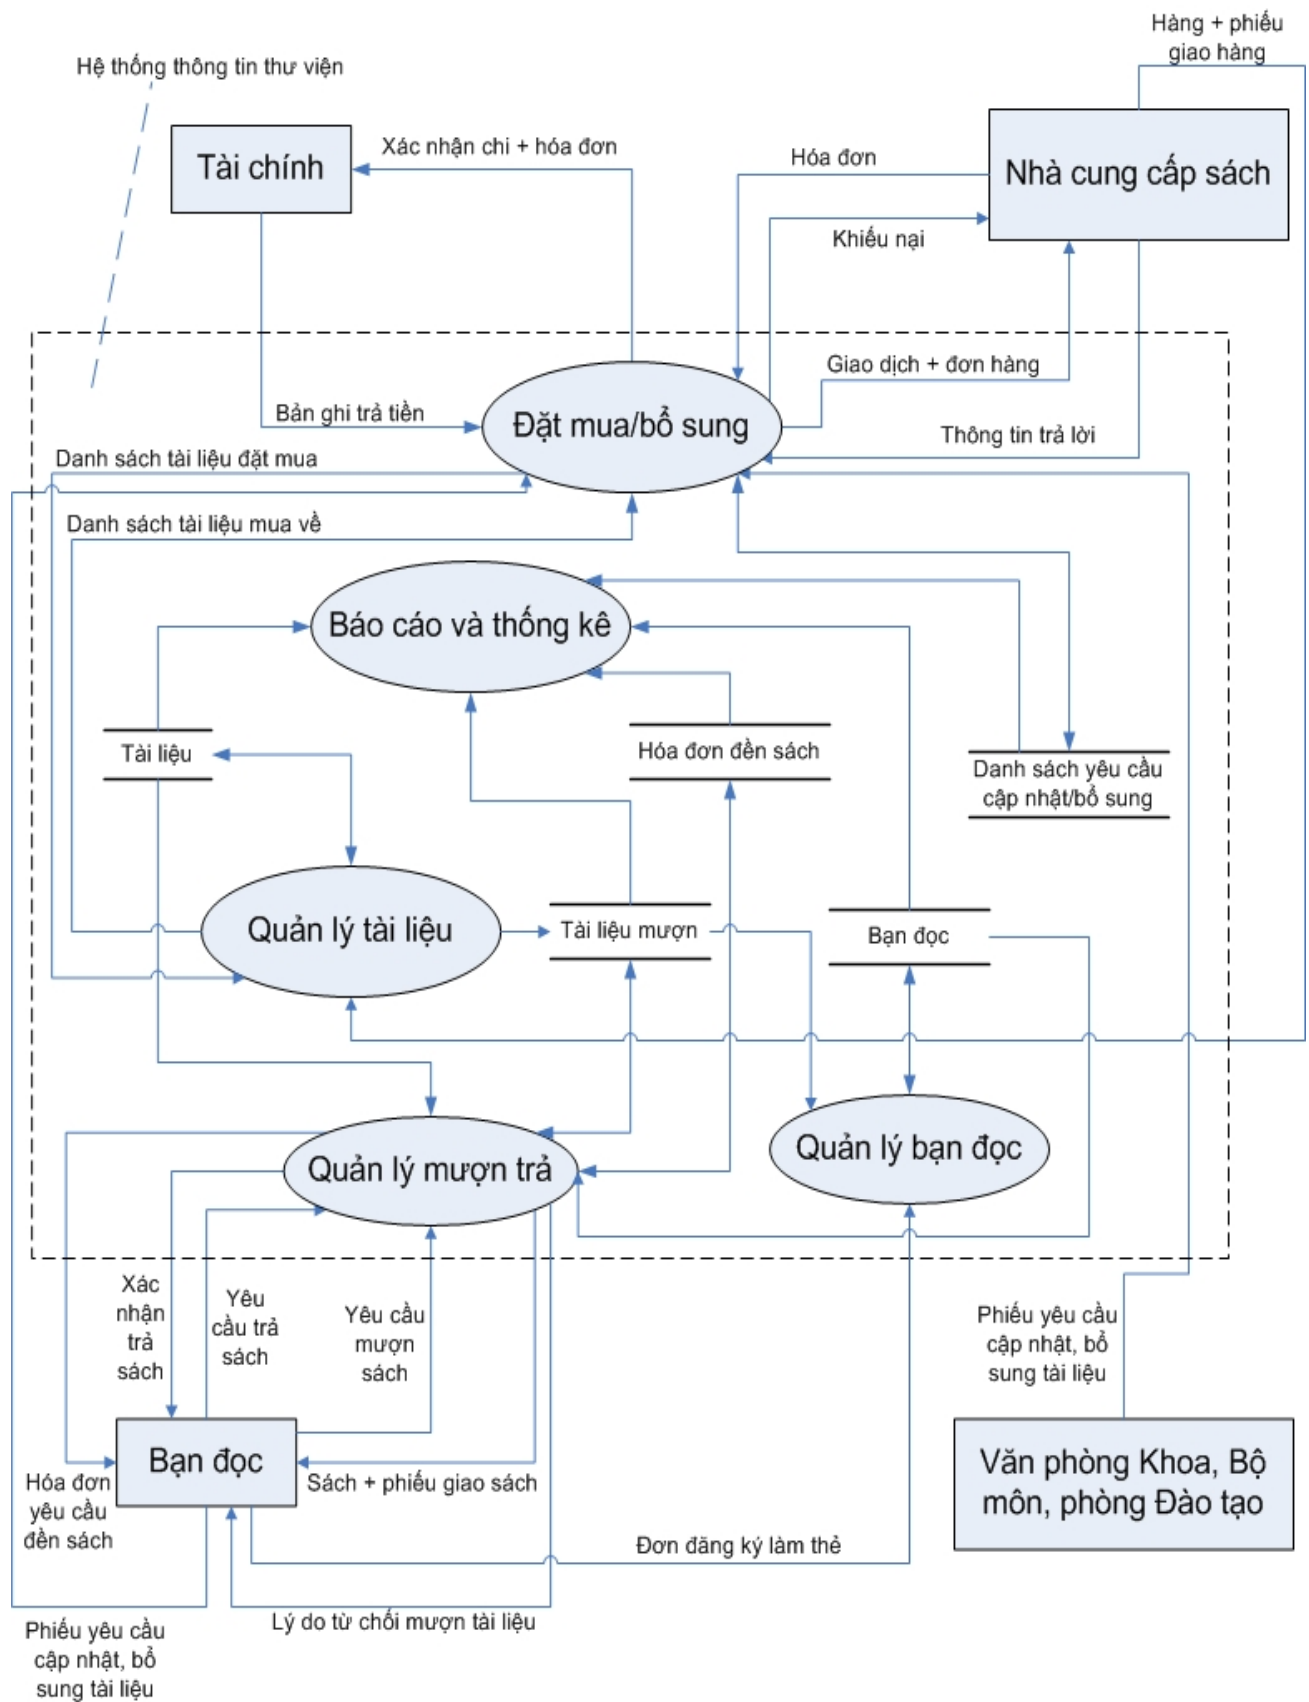 Hàng + phiếu
giao hàng
Hệ thống thông tin thư viện
Tài chính
Xác nhận chi + hóa đơn
Hóa đơn
Nhà cung cấp sách
Khiếu nại
Giao dịch + đơn hàng
Bản ghi trả tiền
Đặt mua/bổ sung
Thông tin trả lời
Danh sách tài liệu đặt mua
Danh sách tài liệu mua về
Báo cáo và thống kê
Tài liệu
Hóa đơn đền sách
Danh sách yêu cầu
cập nhật/bổ sung
Quản lý tài liệu
Tài liệu mượn
Bạn đọc
Quản lý mượn trả
Quản lý bạn đọc
Xác
nhận
trả
sách
Yêu
cầu trả
sách
Yêu cầu
mượn
sách
Phiếu yêu cầu
cập nhật, bổ
sung tài liệu
Bạn đọc
Hóa đơn
yêu cầu
đền sách
Sách + phiếu giao sách
Văn phòng Khoa, Bộ
môn, phòng Đào tạo
Đơn đăng ký làm thẻ
Lý do từ chối mượn tài liệu
Phiếu yêu cầu
cập nhật, bổ
sung tài liệu